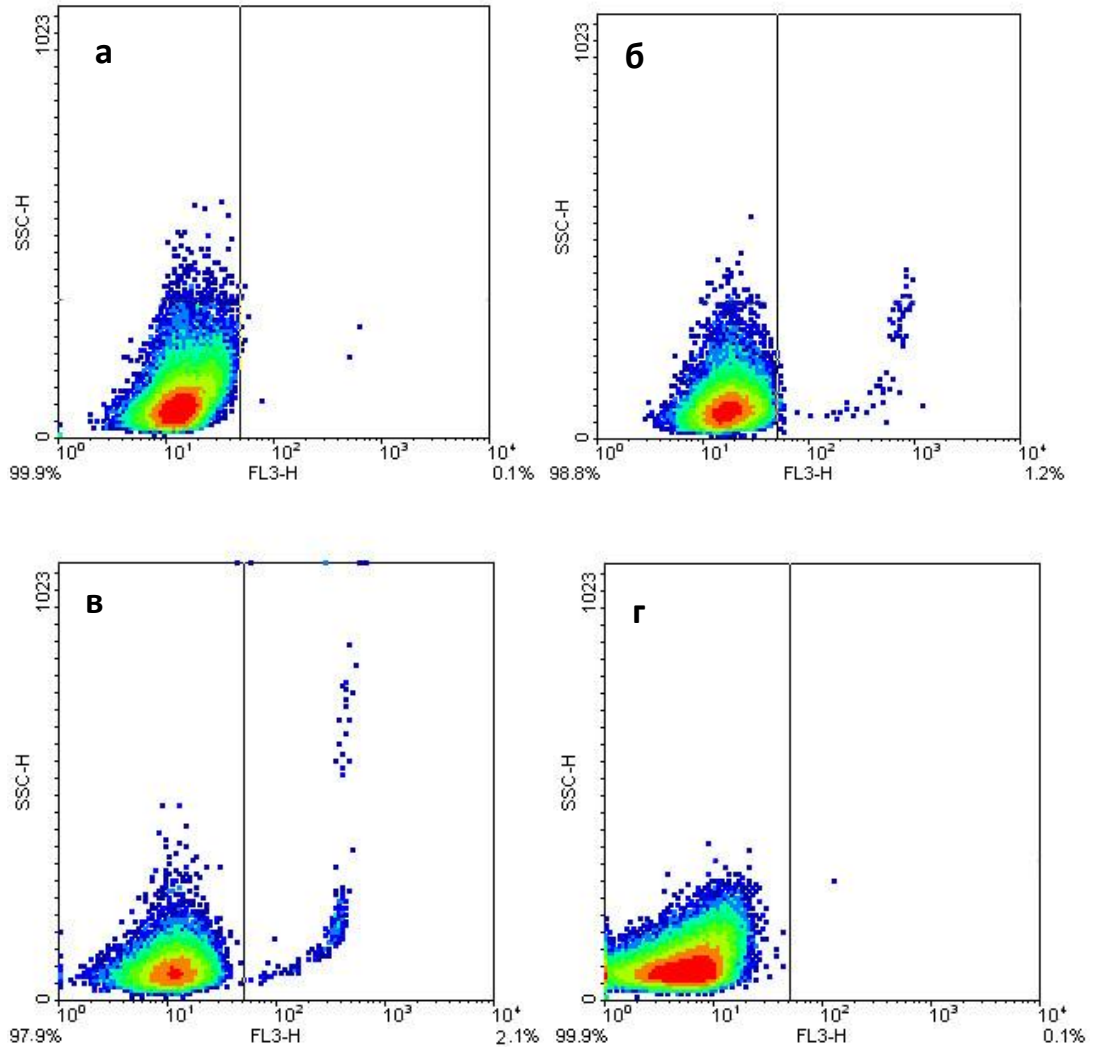 а
1023
SSC-H
0
10⁰ 10¹ 10² 10³ 10⁴
99.9% FL3-H 0.1%
б
1023
SSC-H
0
10⁰ 10¹ 10² 10³ 10⁴
98.8% FL3-H 1.2%
в
1023
SSC-H
0
10⁰ 10¹ 10² 10³ 10⁴
97.9% FL3-H 2.1%
г
1023
SSC-H
0
10⁰ 10¹ 10² 10³ 10⁴
99.9% FL3-H 0.1%